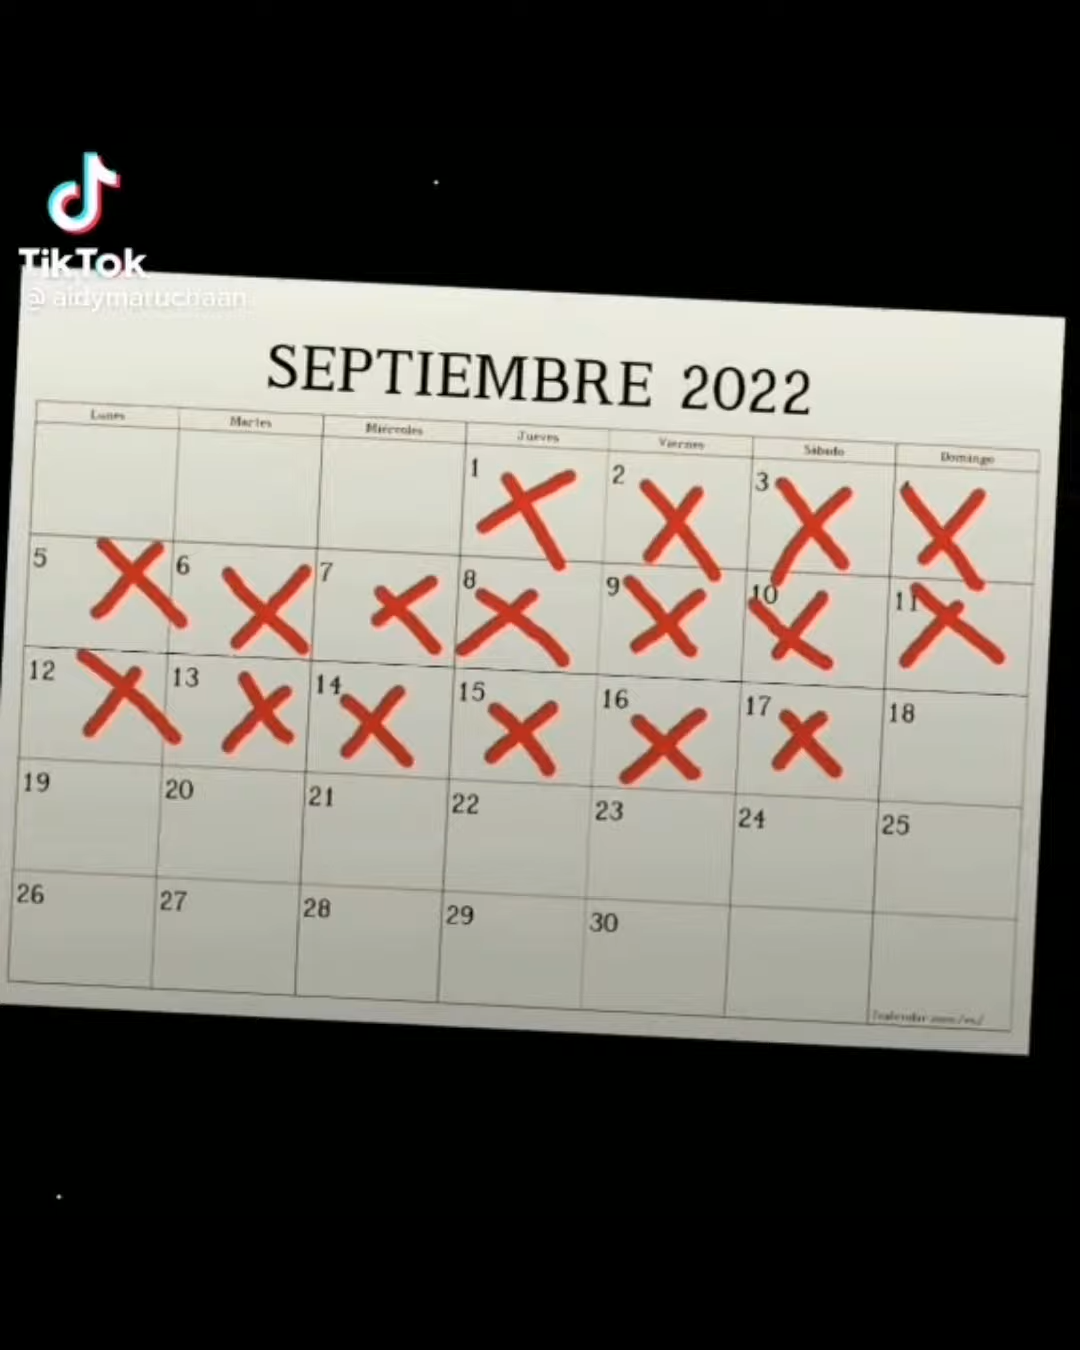 TikTok
@ aidymaruchaan
SEPTIEMBRE 2022
Lunes Martes Miércoles Jueves Viernes Sábado Domingo
1 2 3
5 6 7 8 9 10 11
12 13 14 15 16 17 18
19 20 21 22 23 24 25
26 27 28 29 30